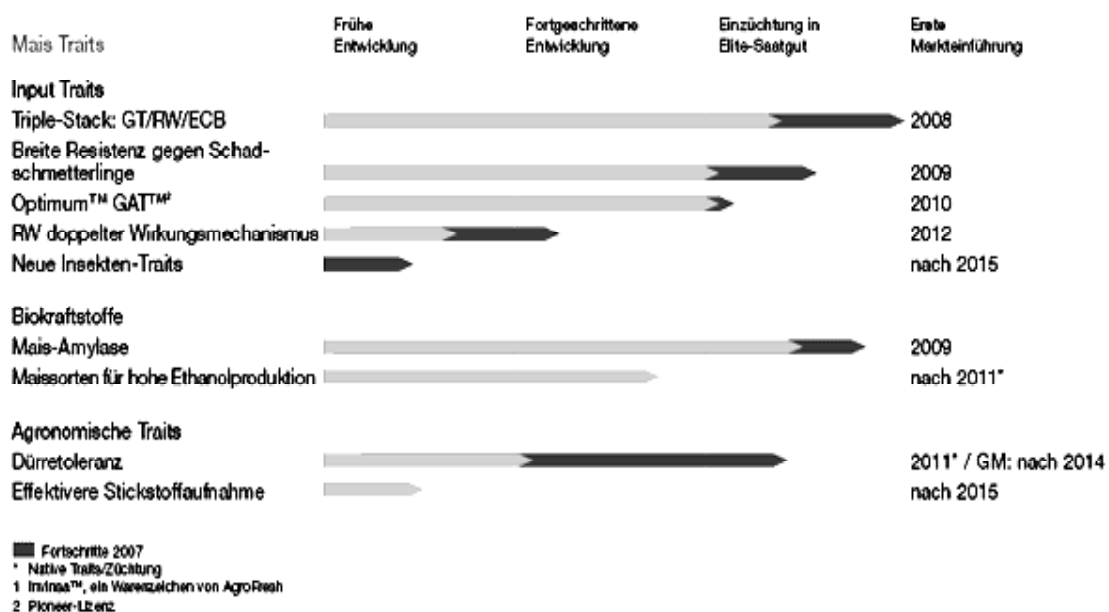 Mais Traits
Frühe
Entwicklung
Fortgeschrittene
Entwicklung
Einzüchtung in
Elite-Saatgut
Erste
Markteinführung
Input Traits
Triple-Stack: GT/RW/ECB 2008
Breite Resistenz gegen Schad-
schmetterlinge 2009
Optimum™ GAT™² 2010
RW doppelter Wirkungsmechanismus 2012
Neue Insekten-Traits nach 2015
Biokraftstoffe
Mais-Amylase 2009
Maissorten für hohe Ethanolproduktion nach 2011*
Agronomische Traits
Dürretoleranz 2011* / GM: nach 2014
Effektivere Stickstoffaufnahme nach 2015
Fortschritte 2007
* Native Traits/Züchtung
1 Invinsa™, ein Warenzeichen von AgroFresh
2 Pioneer-Lizenz